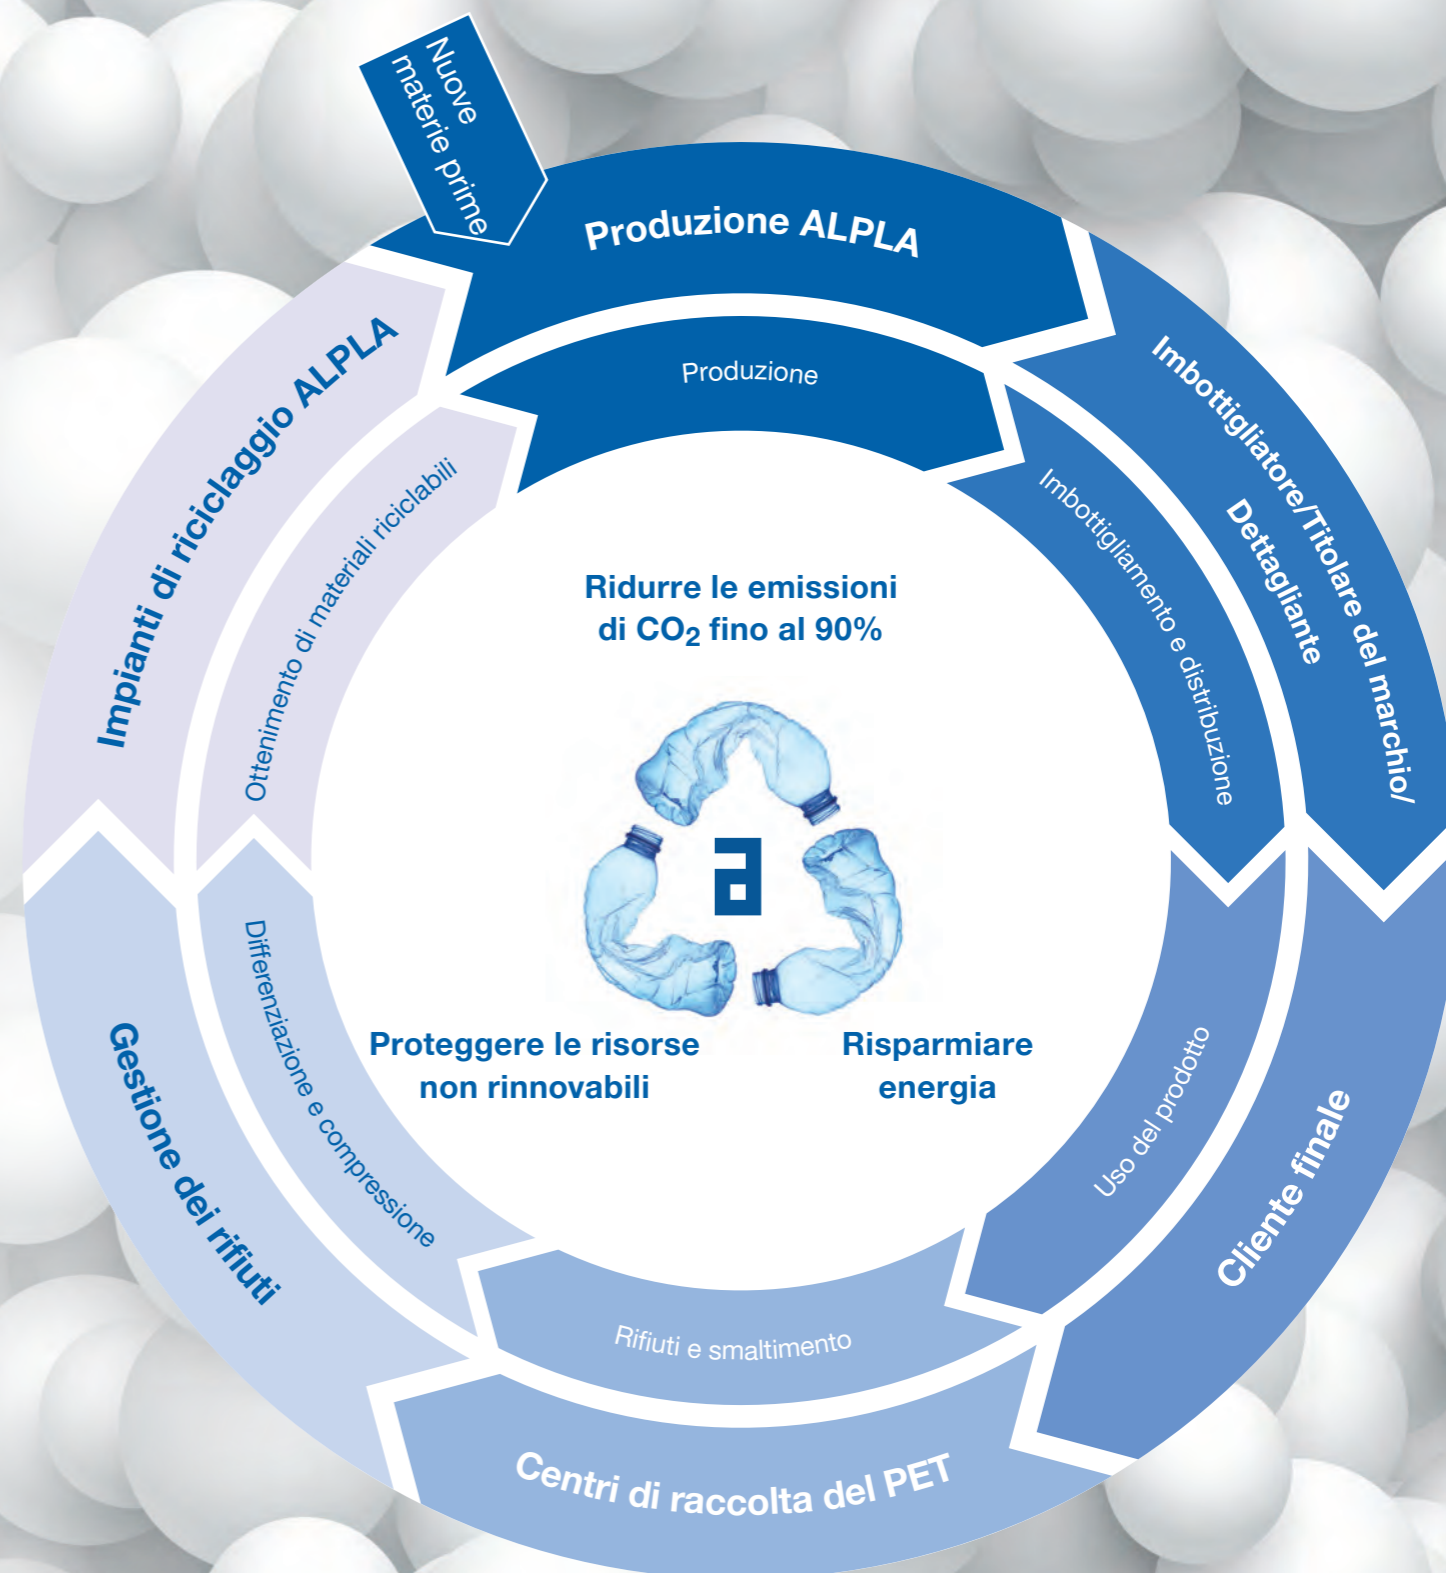 Nuove
materie prime
Produzione ALPLA
Produzione
Imbottigliatore/Titolare del marchio/
Dettagliante
Imbottigliamento e distribuzione
Cliente finale
Uso del prodotto
Centri di raccolta del PET
Rifiuti e smaltimento
Gestione dei rifiuti
Differenziazione e compressione
Impianti di riciclaggio ALPLA
Ottenimento di materiali riciclabili
Ridurre le emissioni
di CO₂ fino al 90%
a
Proteggere le risorse
non rinnovabili
Risparmiare
energia